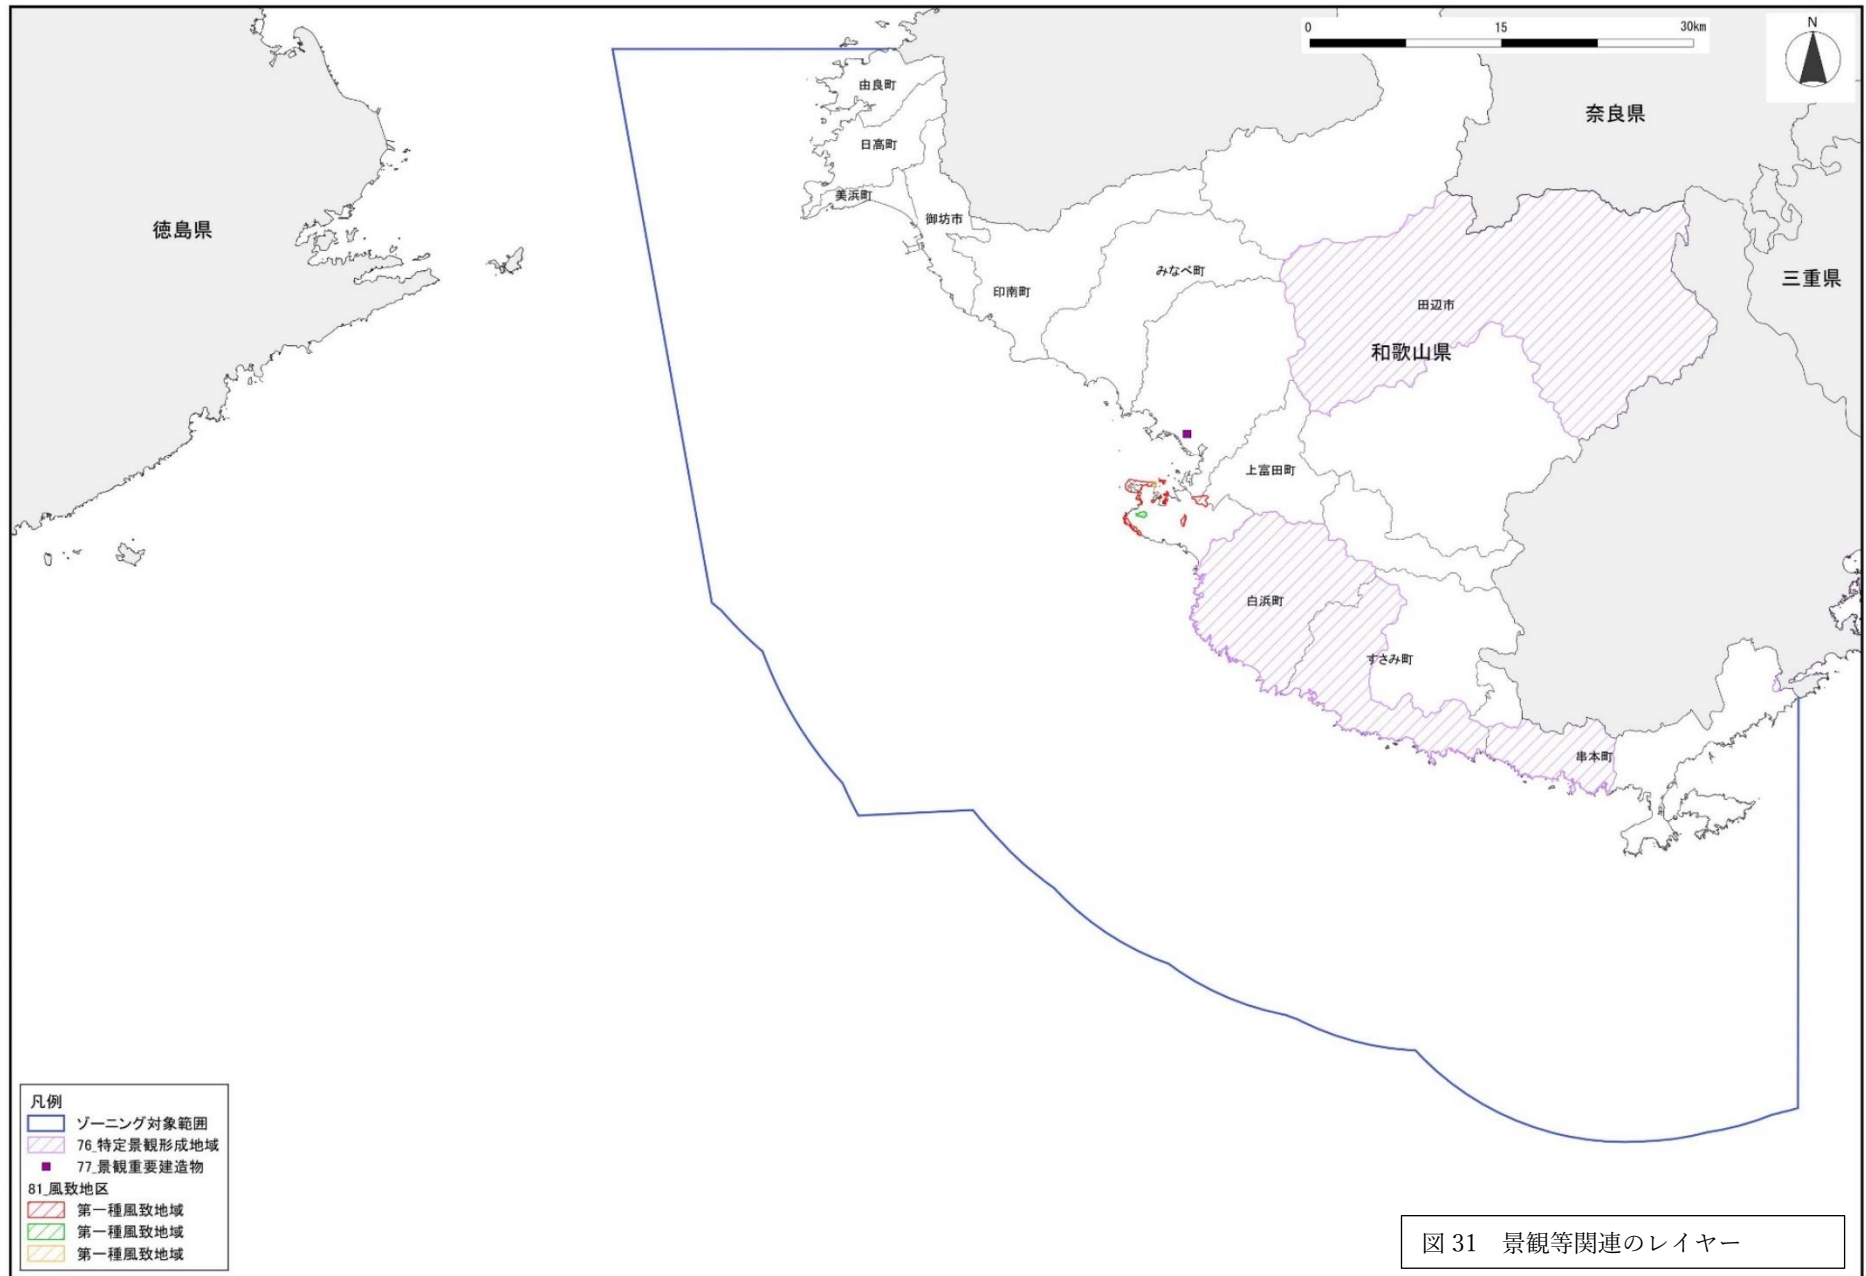 0 15 30km
N
由良町
奈良県
日高町
美浜町
徳島県
御坊市
みなべ町
三重県
印南町
田辺市
和歌山県
上富田町
白浜町
すさみ町
串本町
凡例
ゾーニング対象範囲
76_特定景観形成地域
77_景観重要建造物
81_風致地区
第一種風致地域
第一種風致地域
第一種風致地域
図 31 景観等関連のレイヤー